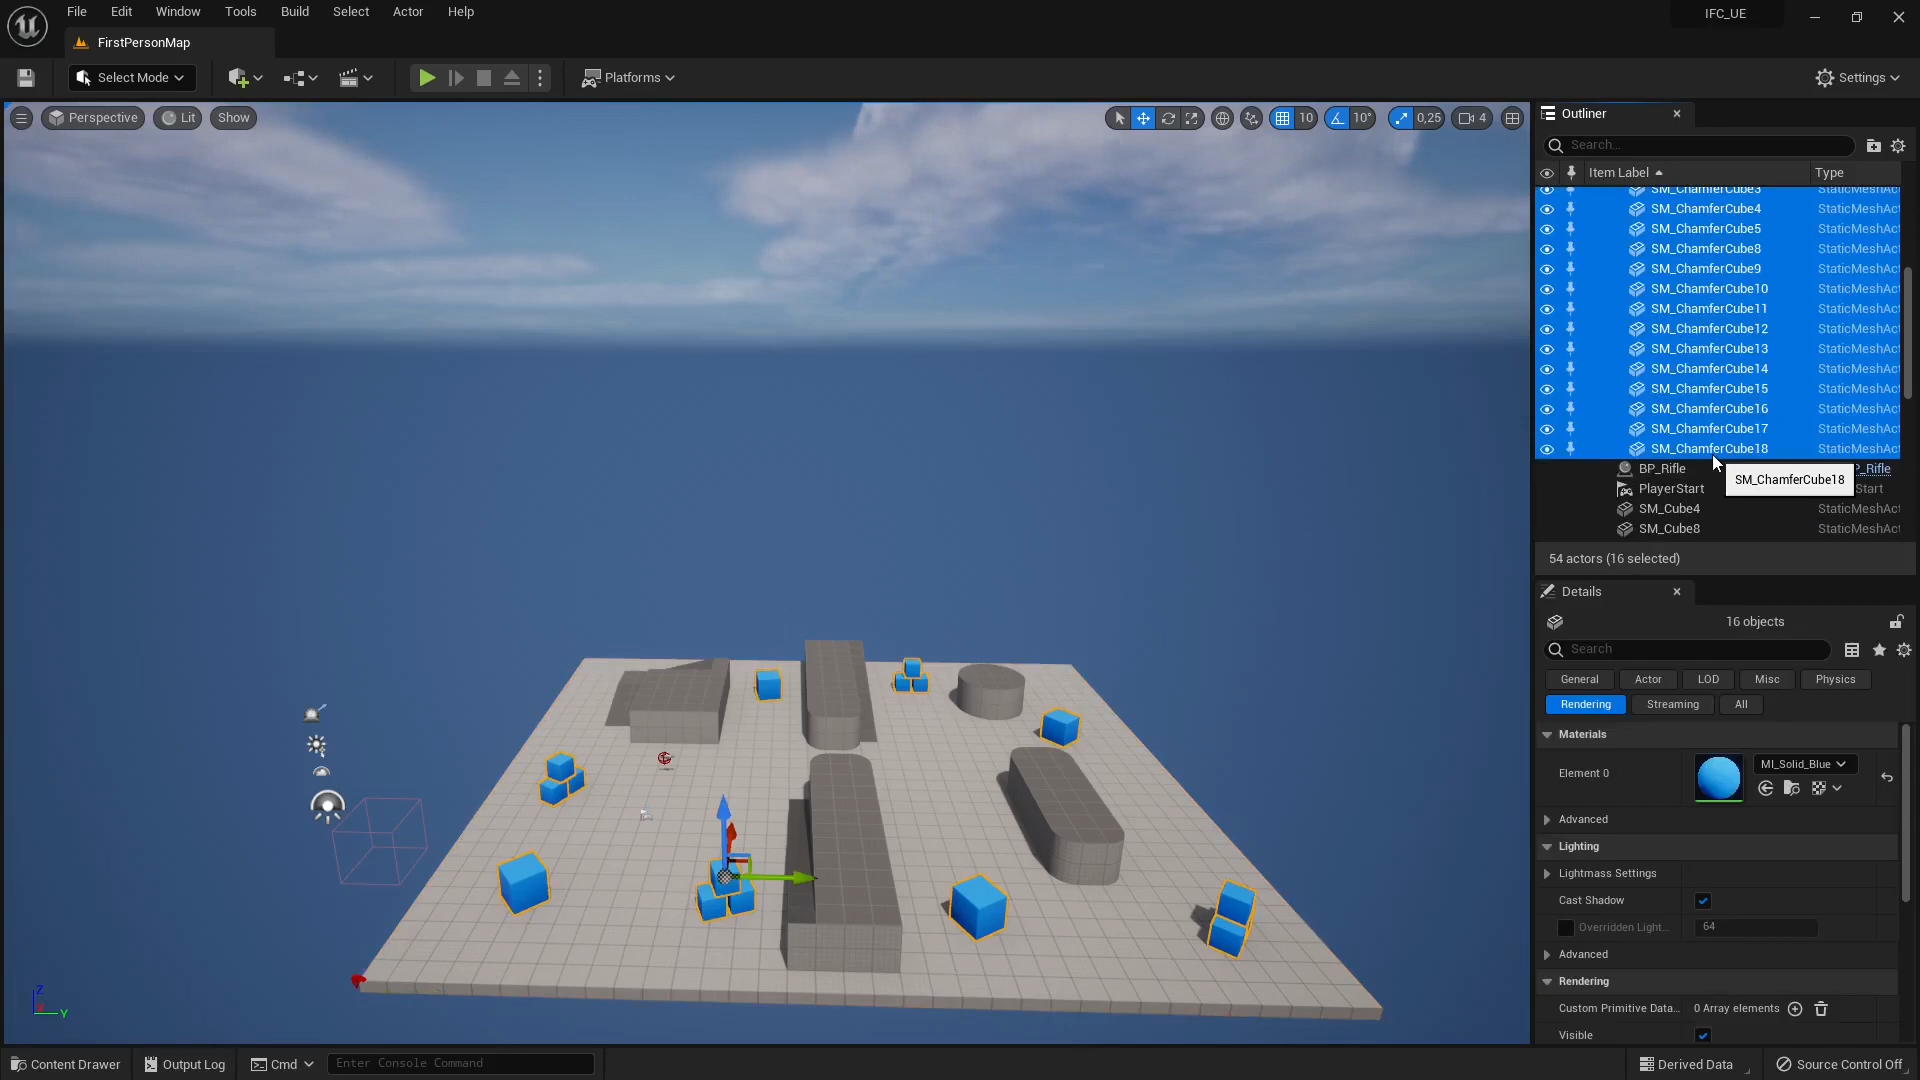 File Edit Window Tools Build Select Actor Help
IFC_UE
FirstPersonMap
Select Mode
Platforms
Settings
Perspective Lit Show
10 10° 0,25 4
Outliner
Search...
Item Label Type
SM_ChamferCube3 StaticMeshAct
SM_ChamferCube4 StaticMeshAct
SM_ChamferCube5 StaticMeshAct
SM_ChamferCube8 StaticMeshAct
SM_ChamferCube9 StaticMeshAct
SM_ChamferCube10 StaticMeshAct
SM_ChamferCube11 StaticMeshAct
SM_ChamferCube12 StaticMeshAct
SM_ChamferCube13 StaticMeshAct
SM_ChamferCube14 StaticMeshAct
SM_ChamferCube15 StaticMeshAct
SM_ChamferCube16 StaticMeshAct
SM_ChamferCube17 StaticMeshAct
SM_ChamferCube18 StaticMeshAct
BP_Rifle P_Rifle
SM_ChamferCube18
PlayerStart Start
SM_Cube4 StaticMeshAct
SM_Cube8 StaticMeshAct
54 actors (16 selected)
Details
16 objects
Search
General Actor LOD Misc Physics
Rendering Streaming All
Materials
Element 0 MI_Solid_Blue
Advanced
Lighting
Lightmass Settings
Cast Shadow
Overridden Light... 64
Advanced
Rendering
Custom Primitive Data... 0 Array elements
Visible
Z
Y
Content Drawer Output Log Cmd Enter Console Command
Derived Data Source Control Off